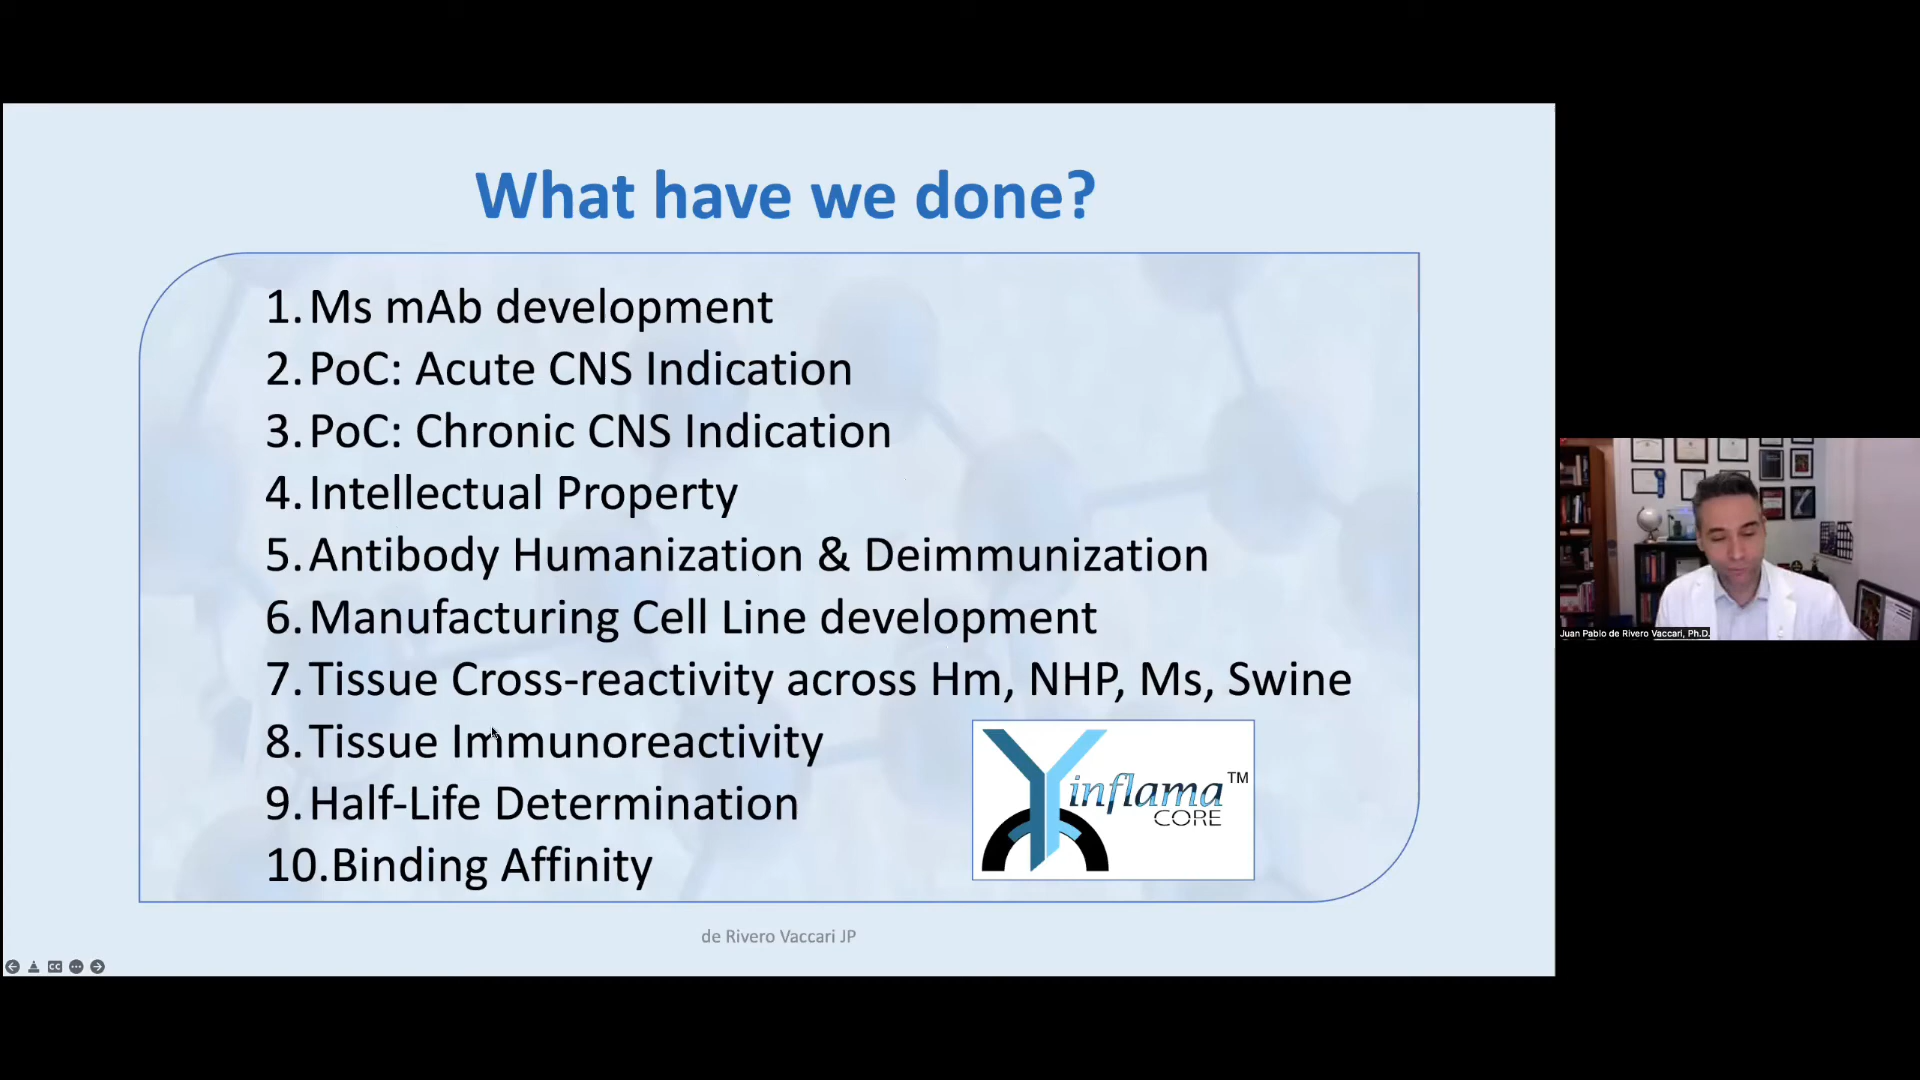 What have we done?
1. Ms mAb development
2. PoC: Acute CNS Indication
3. PoC: Chronic CNS Indication
4. Intellectual Property
5. Antibody Humanization & Deimmunization
6. Manufacturing Cell Line development
7. Tissue Cross-reactivity across Hm, NHP, Ms, Swine
8. Tissue Immunoreactivity
9. Half-Life Determination
10. Binding Affinity
inflama™
CORE
de Rivero Vaccari JP
CC
Juan Pablo de Rivero Vaccari, Ph.D.